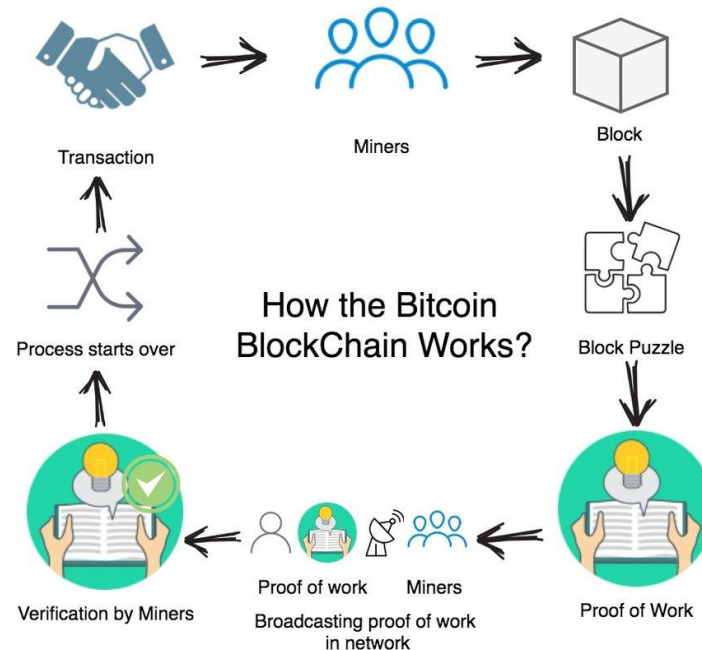 Transaction
Miners
Block
How the Bitcoin
BlockChain Works?
Process starts over
Block Puzzle
Verification by Miners
Proof of work
Miners
Broadcasting proof of work
in network
Proof of Work